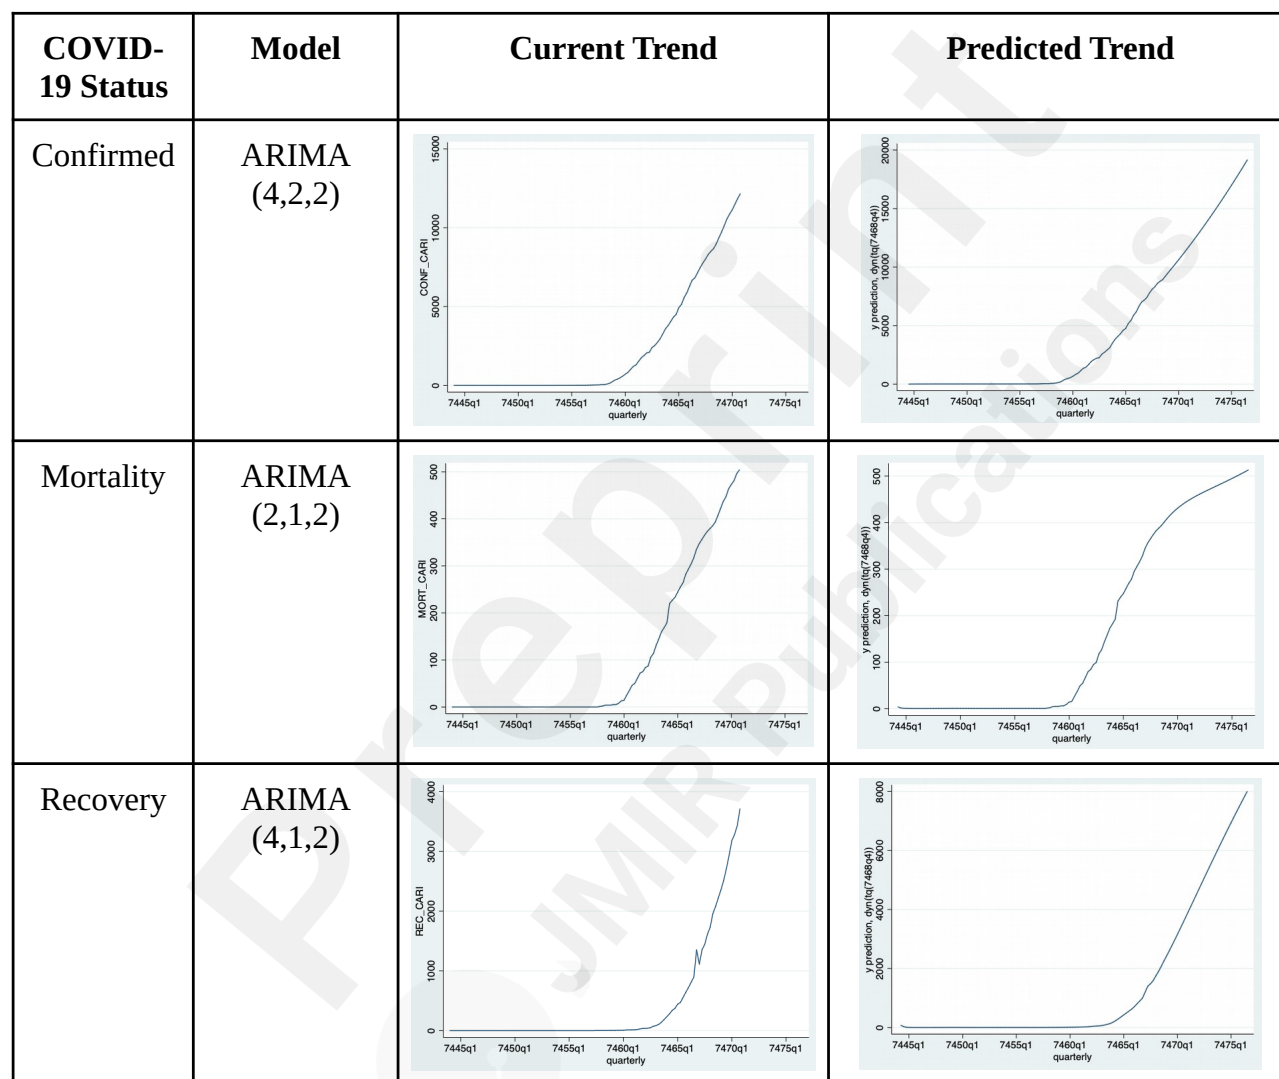 COVID-
19 Status
Model
Current Trend
Predicted Trend
Confirmed
ARIMA
(4,2,2)
CONF_CARI
15000
10000
5000
0
7445q1 7450q1 7455q1 7460q1 7465q1 7470q1 7475q1
quarterly
y prediction, dyn(tq(7468q4))
20000
15000
10000
5000
0
7445q1 7450q1 7455q1 7460q1 7465q1 7470q1 7475q1
quarterly
Mortality
ARIMA
(2,1,2)
MORT_CARI
500
400
300
200
100
0
7445q1 7450q1 7455q1 7460q1 7465q1 7470q1 7475q1
quarterly
y prediction, dyn(tq(7468q4))
500
400
300
200
100
0
7445q1 7450q1 7455q1 7460q1 7465q1 7470q1 7475q1
quarterly
Recovery
ARIMA
(4,1,2)
REC_CARI
4000
3000
2000
1000
0
7445q1 7450q1 7455q1 7460q1 7465q1 7470q1 7475q1
quarterly
y prediction, dyn(tq(7468q4))
8000
6000
4000
2000
0
7445q1 7450q1 7455q1 7460q1 7465q1 7470q1 7475q1
quarterly
Preprint
JMIR Publications